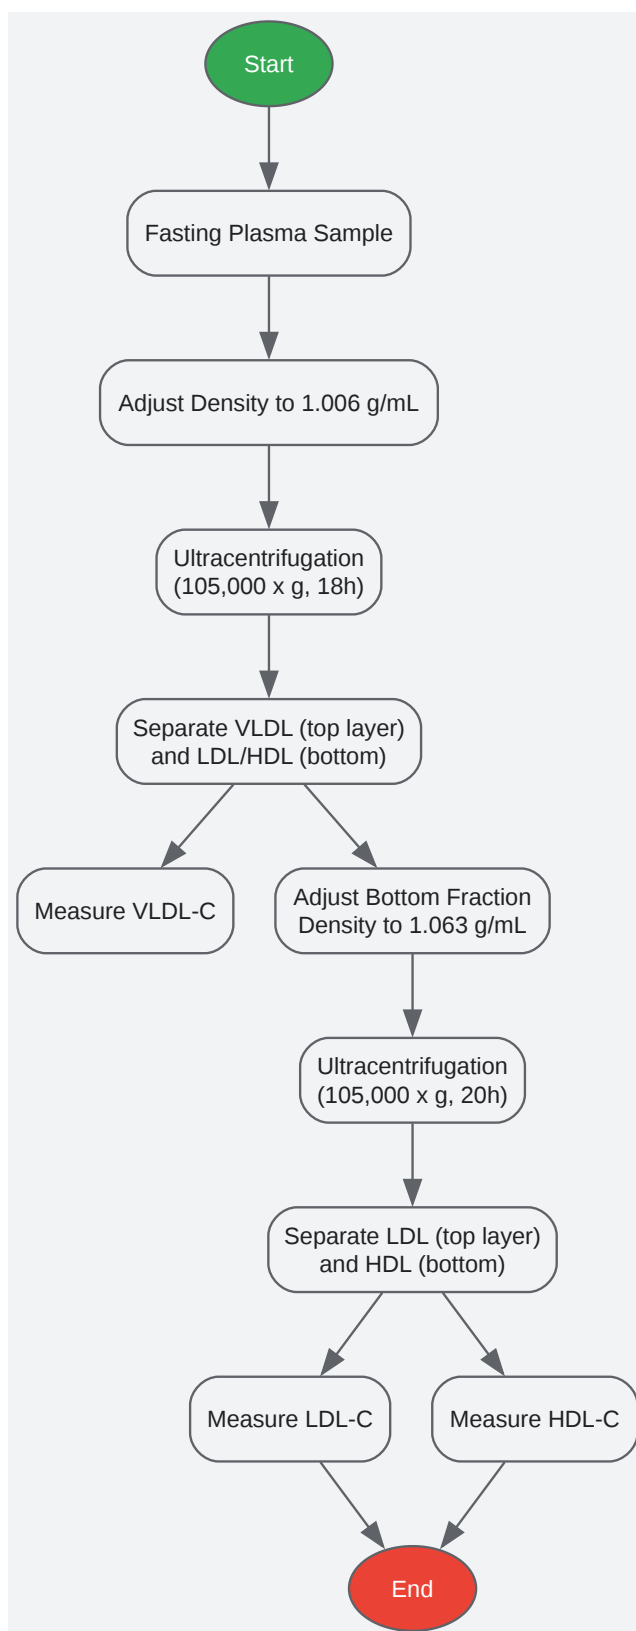 Start
Fasting Plasma Sample
Adjust Density to 1.006 g/mL
Ultracentrifugation
(105,000 x g, 18h)
Separate VLDL (top layer)
and LDL/HDL (bottom)
Measure VLDL-C
Adjust Bottom Fraction
Density to 1.063 g/mL
Ultracentrifugation
(105,000 x g, 20h)
Separate LDL (top layer)
and HDL (bottom)
Measure LDL-C
Measure HDL-C
End